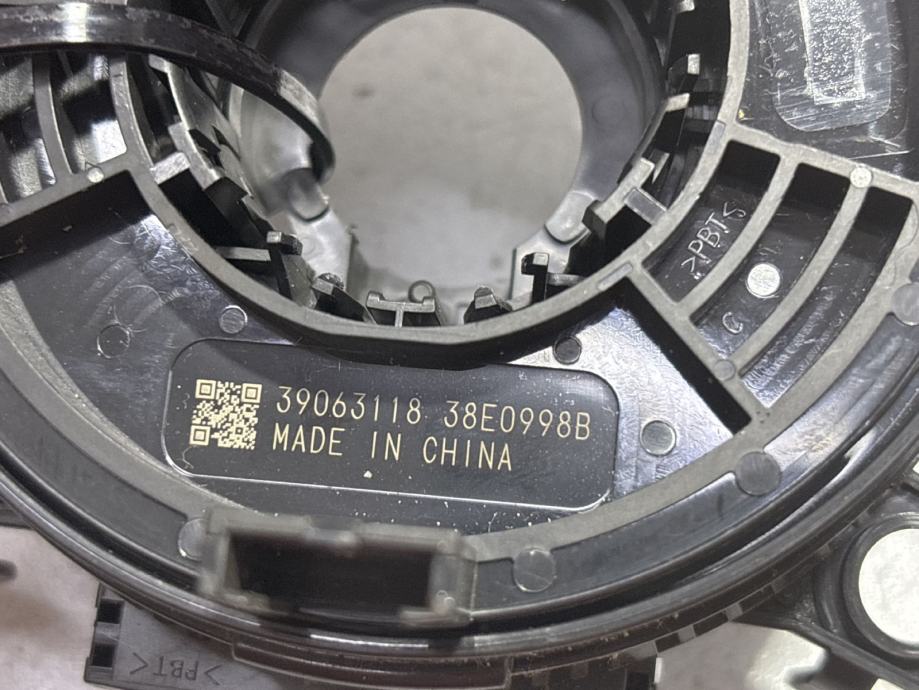 >PBT<
C
39063118 38E0998B
MADE IN CHINA
>PBT<